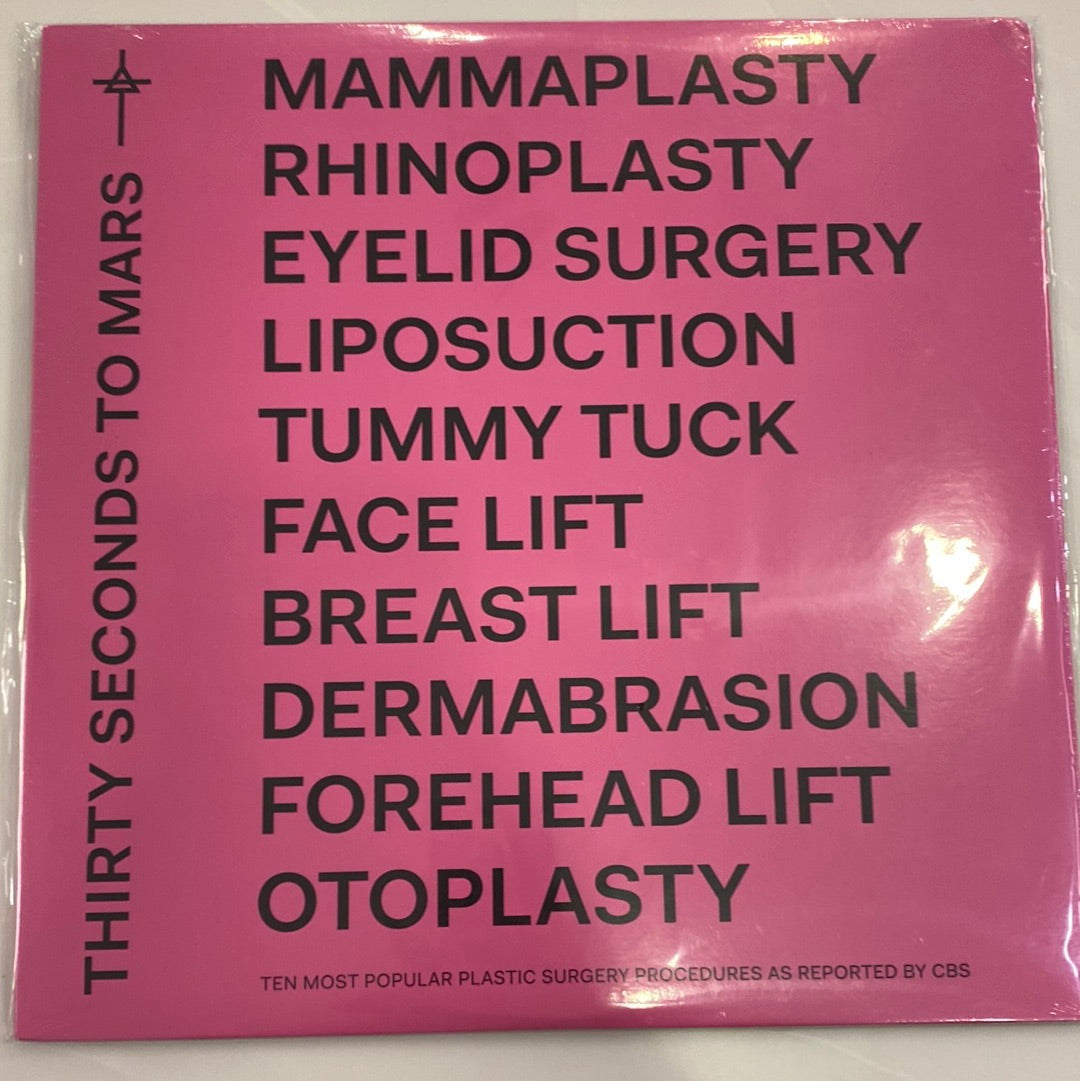 THIRTY SECONDS TO MARS
MAMMAPLASTY
RHINOPLASTY
EYELID SURGERY
LIPOSUCTION
TUMMY TUCK
FACE LIFT
BREAST LIFT
DERMABRASION
FOREHEAD LIFT
OTOPLASTY
TEN MOST POPULAR PLASTIC SURGERY PROCEDURES AS REPORTED BY CBS